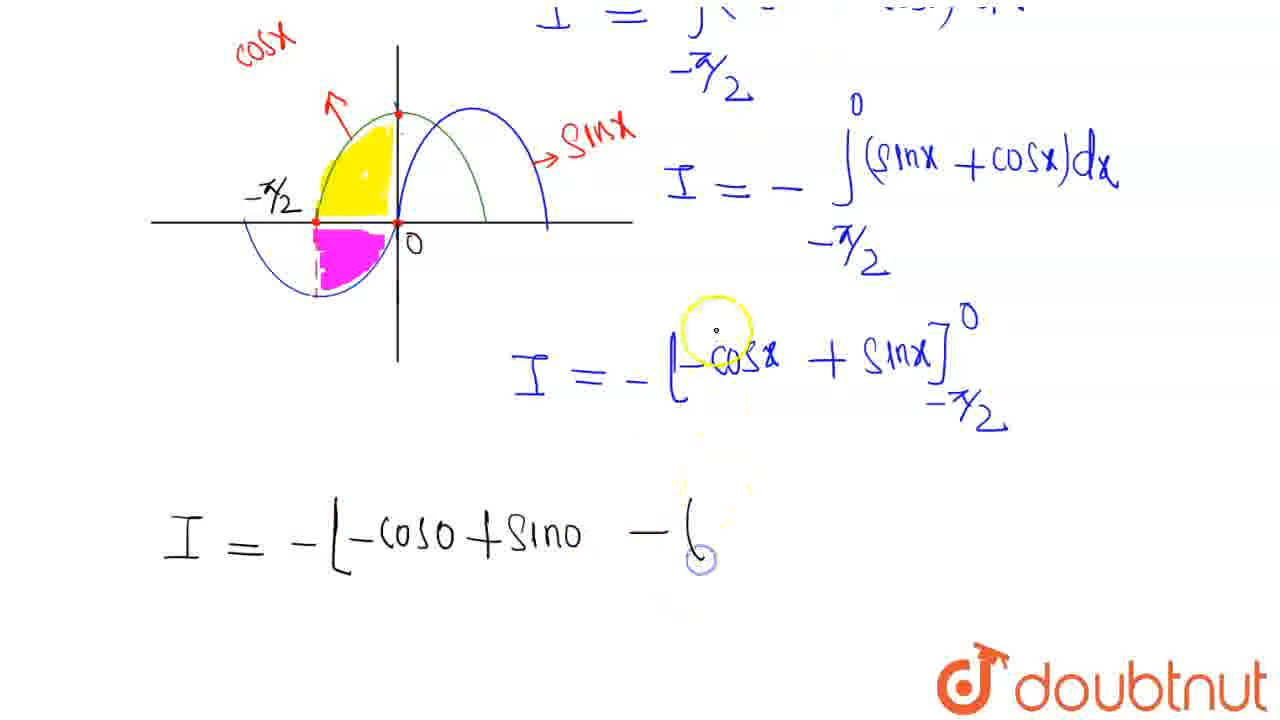 I =
-π/2
cosx
sinx
-π/2
0
I = - ∫ (sinx + cosx) dx
0
-π/2
I = - [-cosx + sinx]
0
-π/2
I = - [-cos0 + sin0 - (
doubtnut